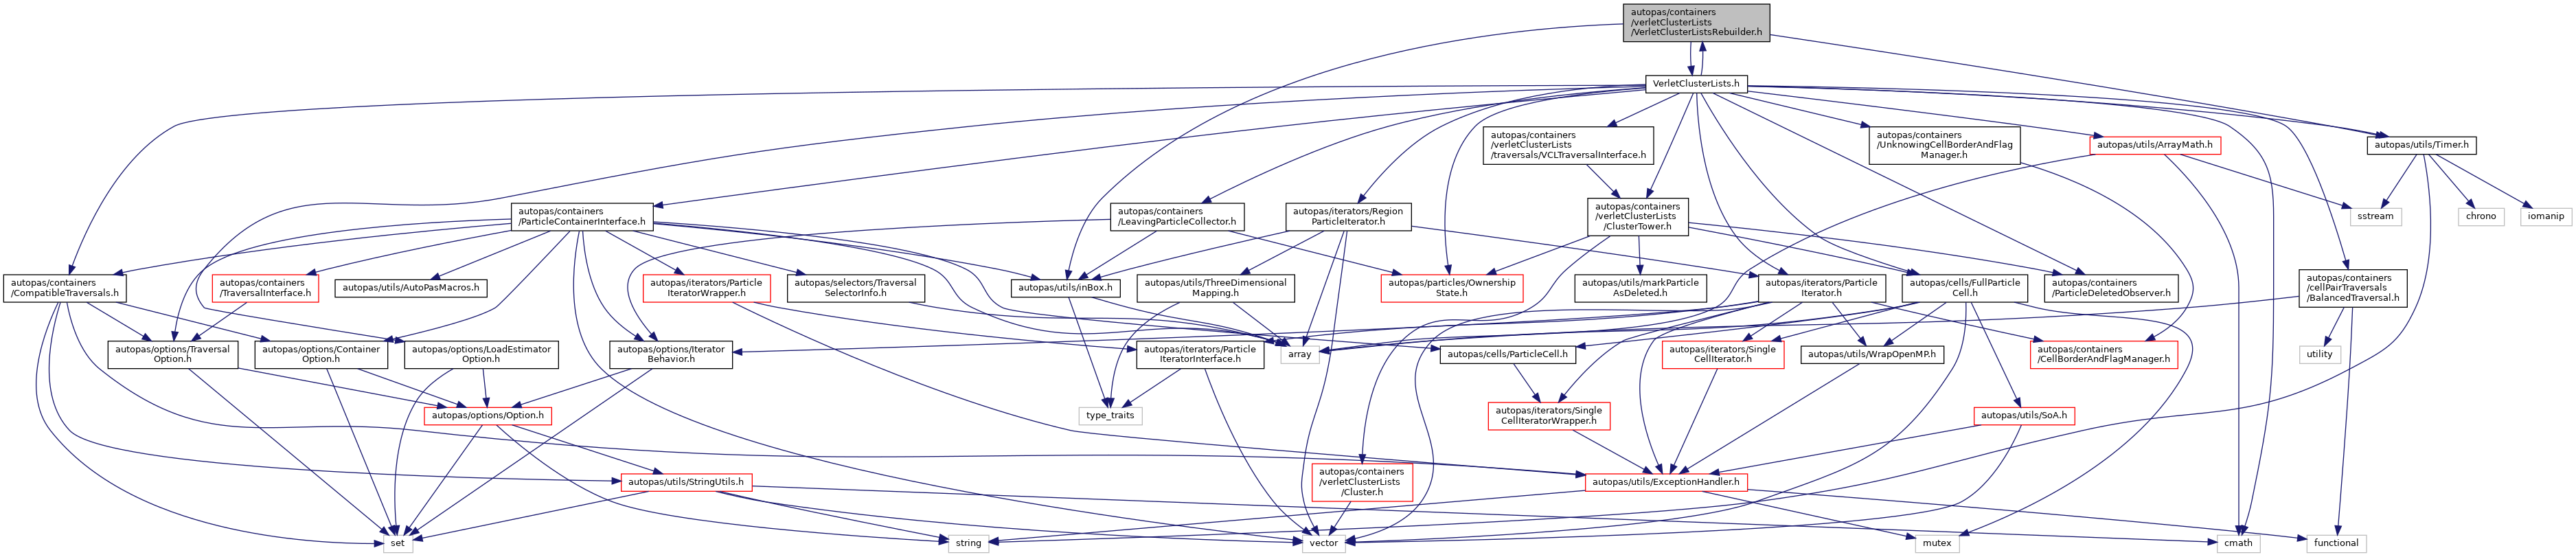 autopas/containers
/verletClusterLists
/VerletClusterListsRebuilder.h
VerletClusterLists.h
autopas/containers
/verletClusterLists
/traversals/VCLTraversalInterface.h
autopas/containers
/UnknowingCellBorderAndFlag
Manager.h
autopas/utils/ArrayMath.h
autopas/utils/Timer.h
autopas/containers
/ParticleContainerInterface.h
autopas/containers
/LeavingParticleCollector.h
autopas/iterators/Region
ParticleIterator.h
autopas/containers
/verletClusterLists
/ClusterTower.h
sstream
chrono
iomanip
autopas/containers
/CompatibleTraversals.h
autopas/containers
/TraversalInterface.h
autopas/utils/AutoPasMacros.h
autopas/iterators/Particle
IteratorWrapper.h
autopas/selectors/Traversal
SelectorInfo.h
autopas/utils/inBox.h
autopas/utils/ThreeDimensional
Mapping.h
autopas/particles/Ownership
State.h
autopas/utils/markParticle
AsDeleted.h
autopas/iterators/Particle
Iterator.h
autopas/cells/FullParticle
Cell.h
autopas/containers
/ParticleDeletedObserver.h
autopas/containers
/cellPairTraversals
/BalancedTraversal.h
autopas/options/Traversal
Option.h
autopas/options/Container
Option.h
autopas/options/LoadEstimator
Option.h
autopas/options/Iterator
Behavior.h
autopas/iterators/Particle
IteratorInterface.h
array
autopas/cells/ParticleCell.h
autopas/iterators/Single
CellIterator.h
autopas/utils/WrapOpenMP.h
autopas/containers
/CellBorderAndFlagManager.h
utility
autopas/options/Option.h
type_traits
autopas/iterators/Single
CellIteratorWrapper.h
autopas/utils/SoA.h
autopas/utils/StringUtils.h
autopas/containers
/verletClusterLists
/Cluster.h
autopas/utils/ExceptionHandler.h
set
string
vector
mutex
cmath
functional